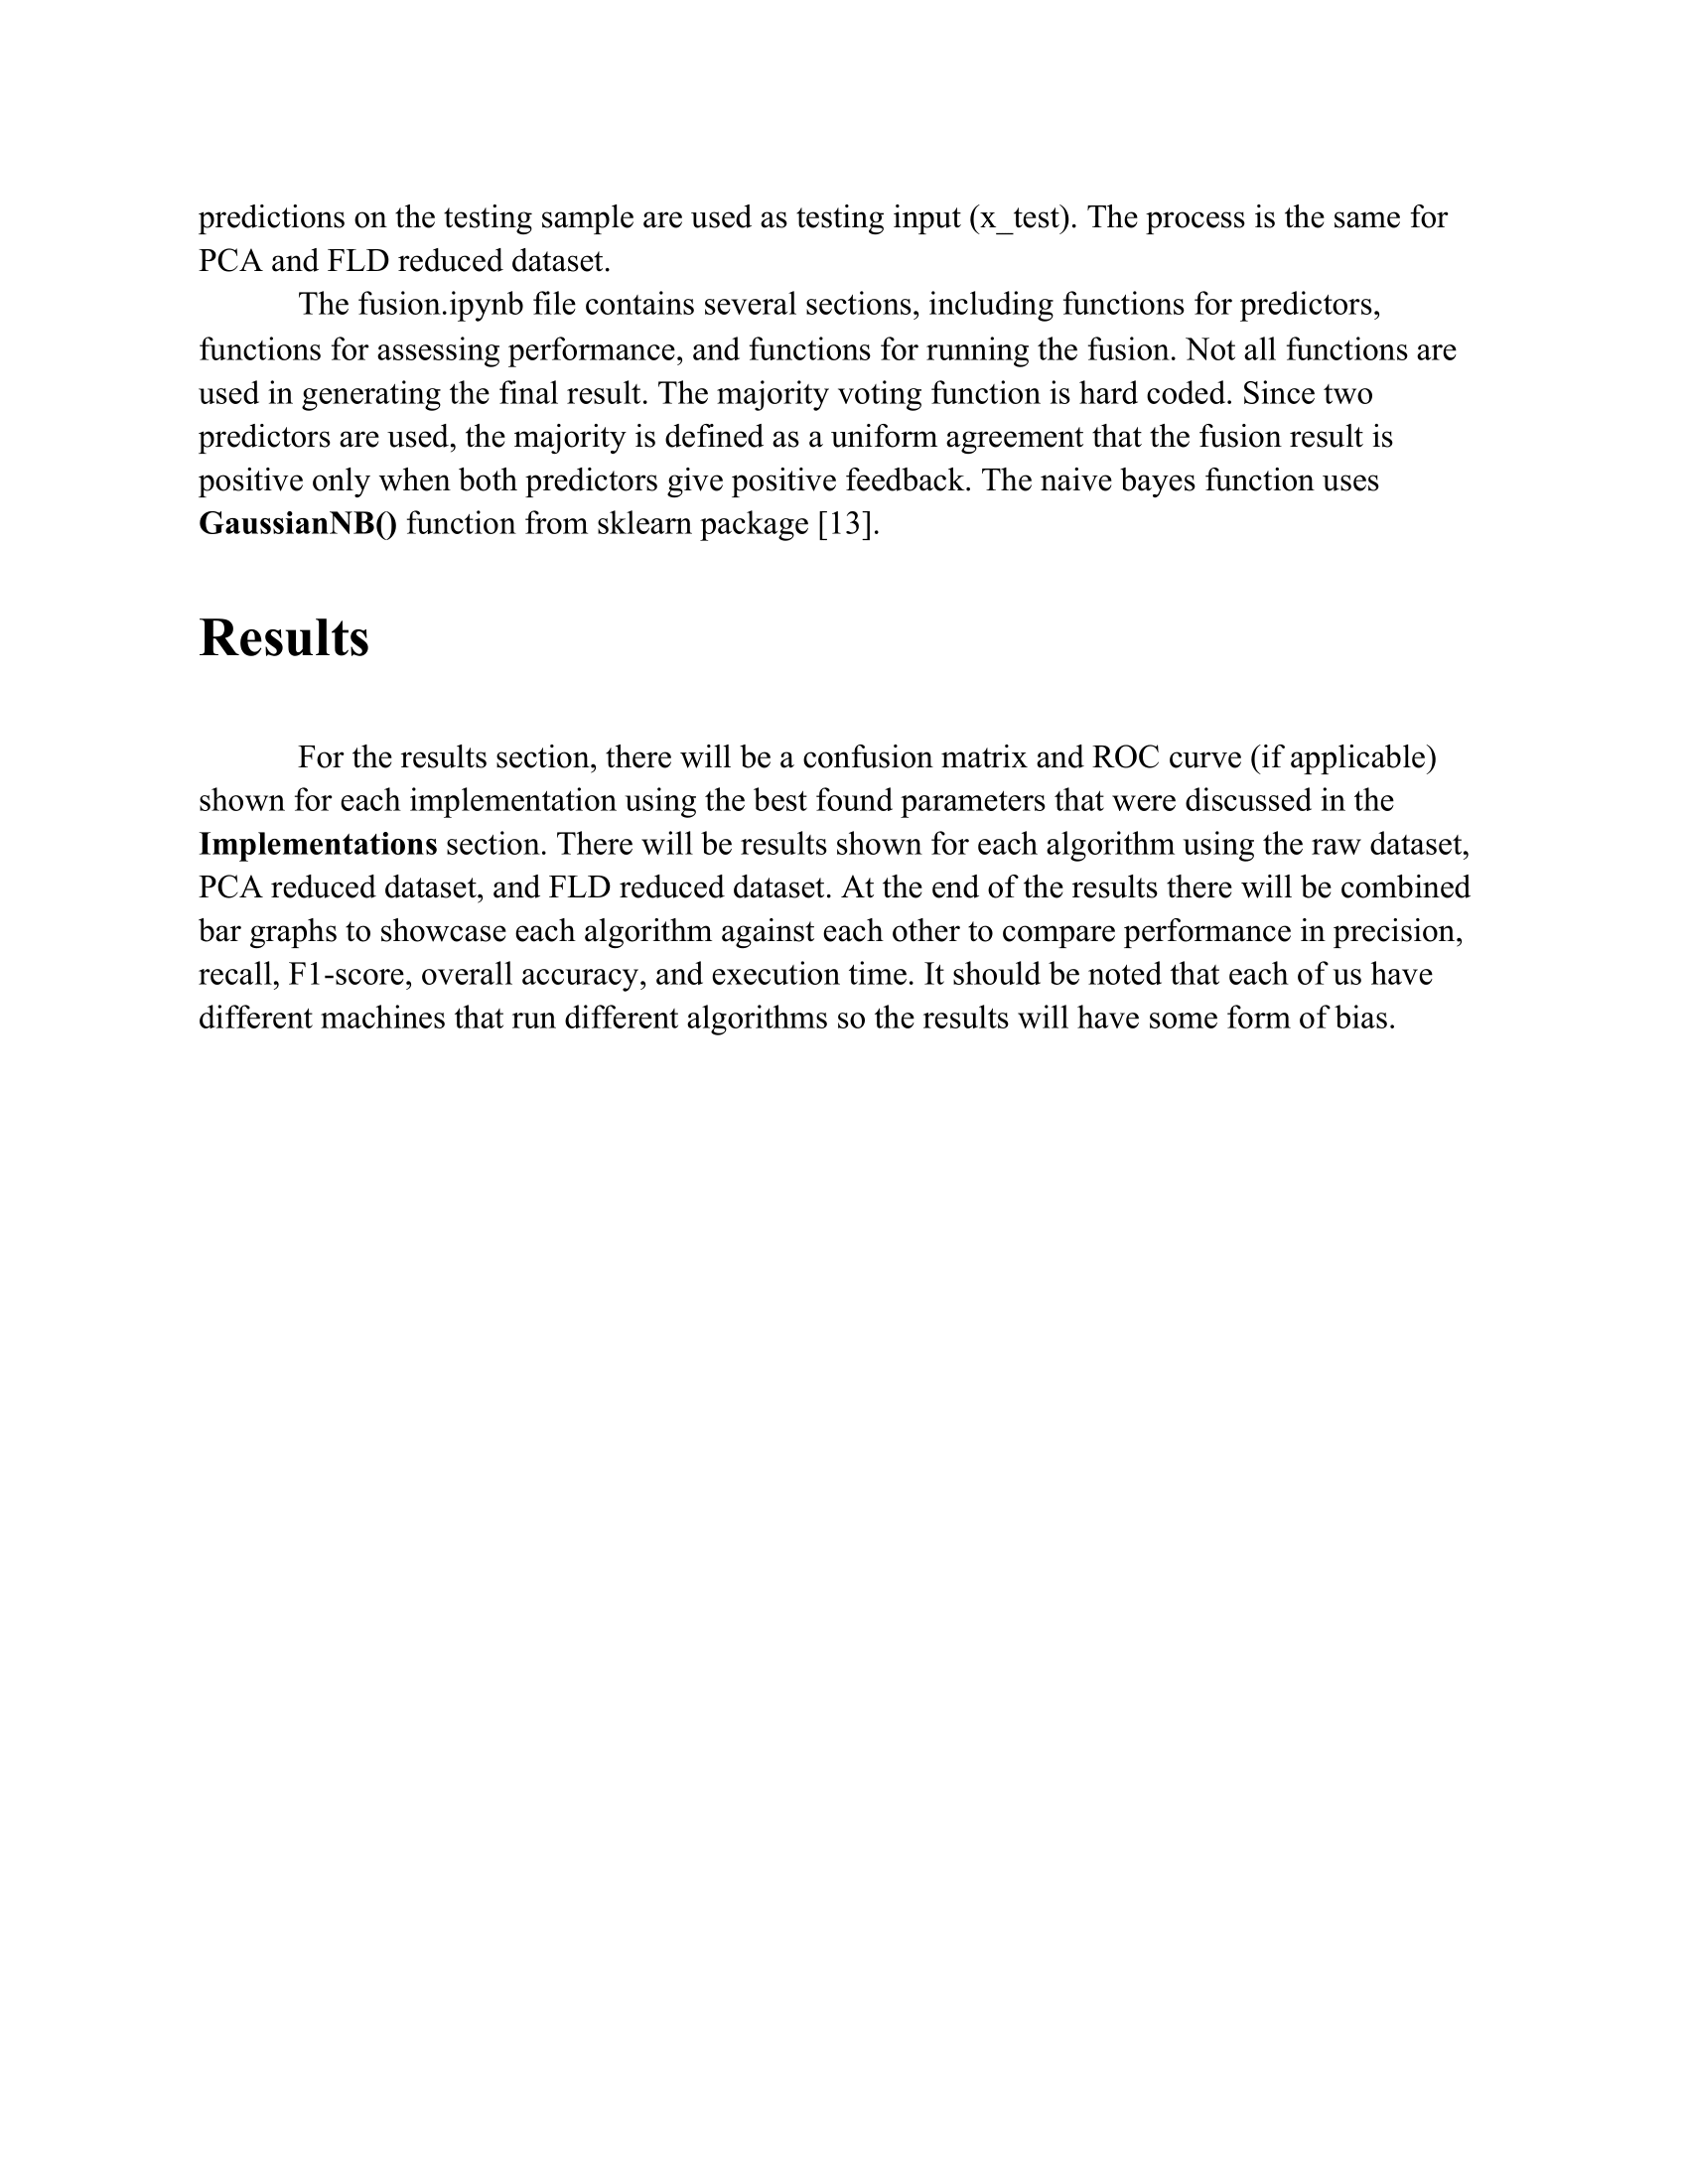 predictions on the testing sample are used as testing input (x_test). The process is the same for
PCA and FLD reduced dataset.
The fusion.ipynb file contains several sections, including functions for predictors,
functions for assessing performance, and functions for running the fusion. Not all functions are
used in generating the final result. The majority voting function is hard coded. Since two
predictors are used, the majority is defined as a uniform agreement that the fusion result is
positive only when both predictors give positive feedback. The naive bayes function uses
GaussianNB() function from sklearn package [13].
Results
For the results section, there will be a confusion matrix and ROC curve (if applicable)
shown for each implementation using the best found parameters that were discussed in the
Implementations section. There will be results shown for each algorithm using the raw dataset,
PCA reduced dataset, and FLD reduced dataset. At the end of the results there will be combined
bar graphs to showcase each algorithm against each other to compare performance in precision,
recall, F1-score, overall accuracy, and execution time. It should be noted that each of us have
different machines that run different algorithms so the results will have some form of bias.